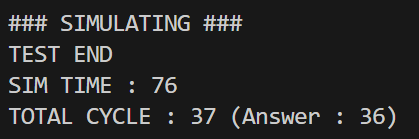 ### SIMULATING ###
TEST END
SIM TIME : 76
TOTAL CYCLE : 37 (Answer : 36)